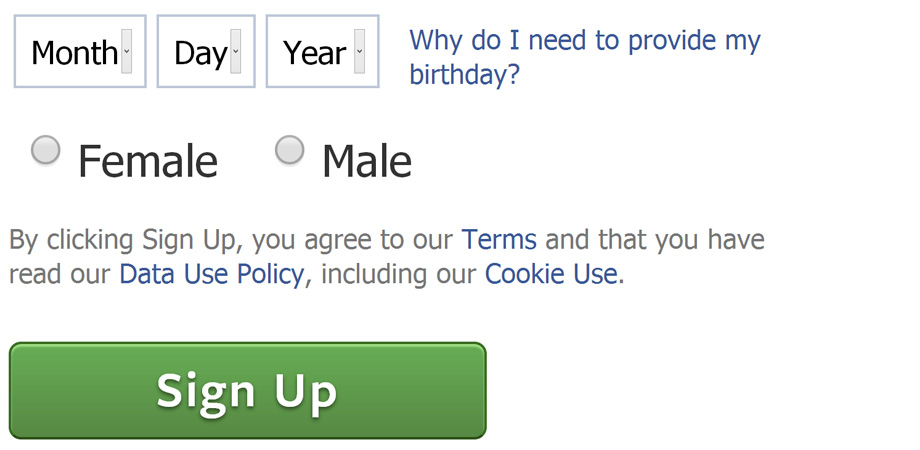 Month Day Year Why do I need to provide my
birthday?
Female Male
By clicking Sign Up, you agree to our Terms and that you have
read our Data Use Policy, including our Cookie Use.
Sign Up